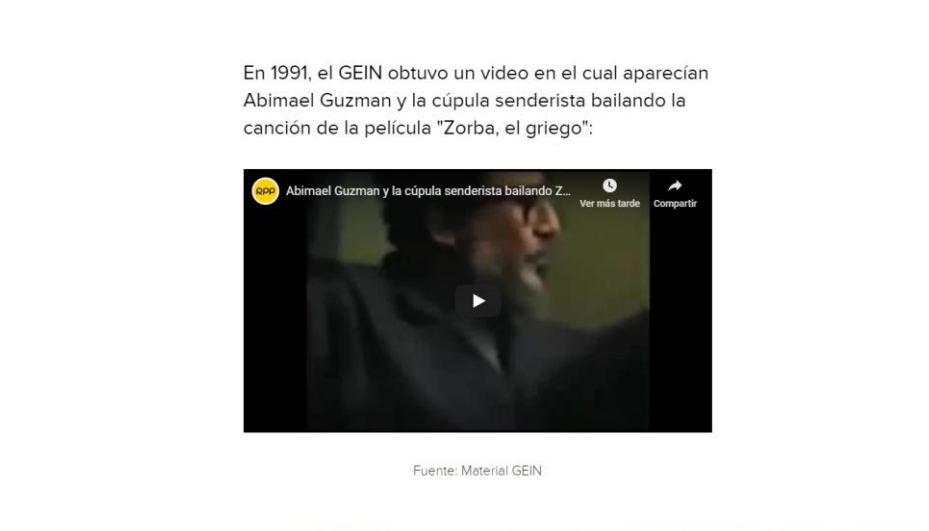 En 1991, el GEIN obtuvo un video en el cual aparecían
Abimael Guzman y la cúpula senderista bailando la
canción de la película "Zorba, el griego":
RPP Abimael Guzman y la cúpula senderista bailando Z...
Ver más tarde Compartir
Fuente: Material GEIN